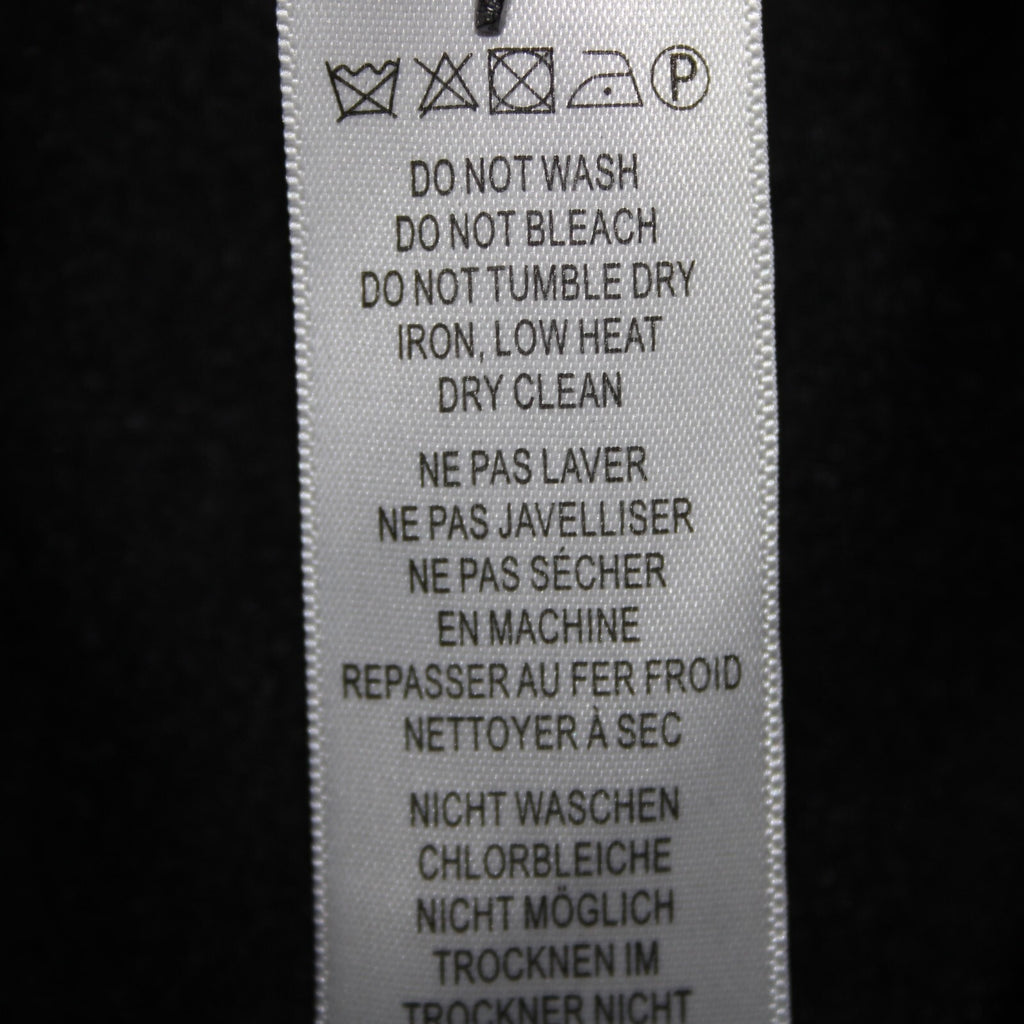 P
DO NOT WASH
DO NOT BLEACH
DO NOT TUMBLE DRY
IRON, LOW HEAT
DRY CLEAN
NE PAS LAVER
NE PAS JAVELLISER
NE PAS SÉCHER
EN MACHINE
REPASSER AU FER FROID
NETTOYER À SEC
NICHT WASCHEN
CHLORBLEICHE
NICHT MÖGLICH
TROCKNEN IM
TROCKNER NICHT